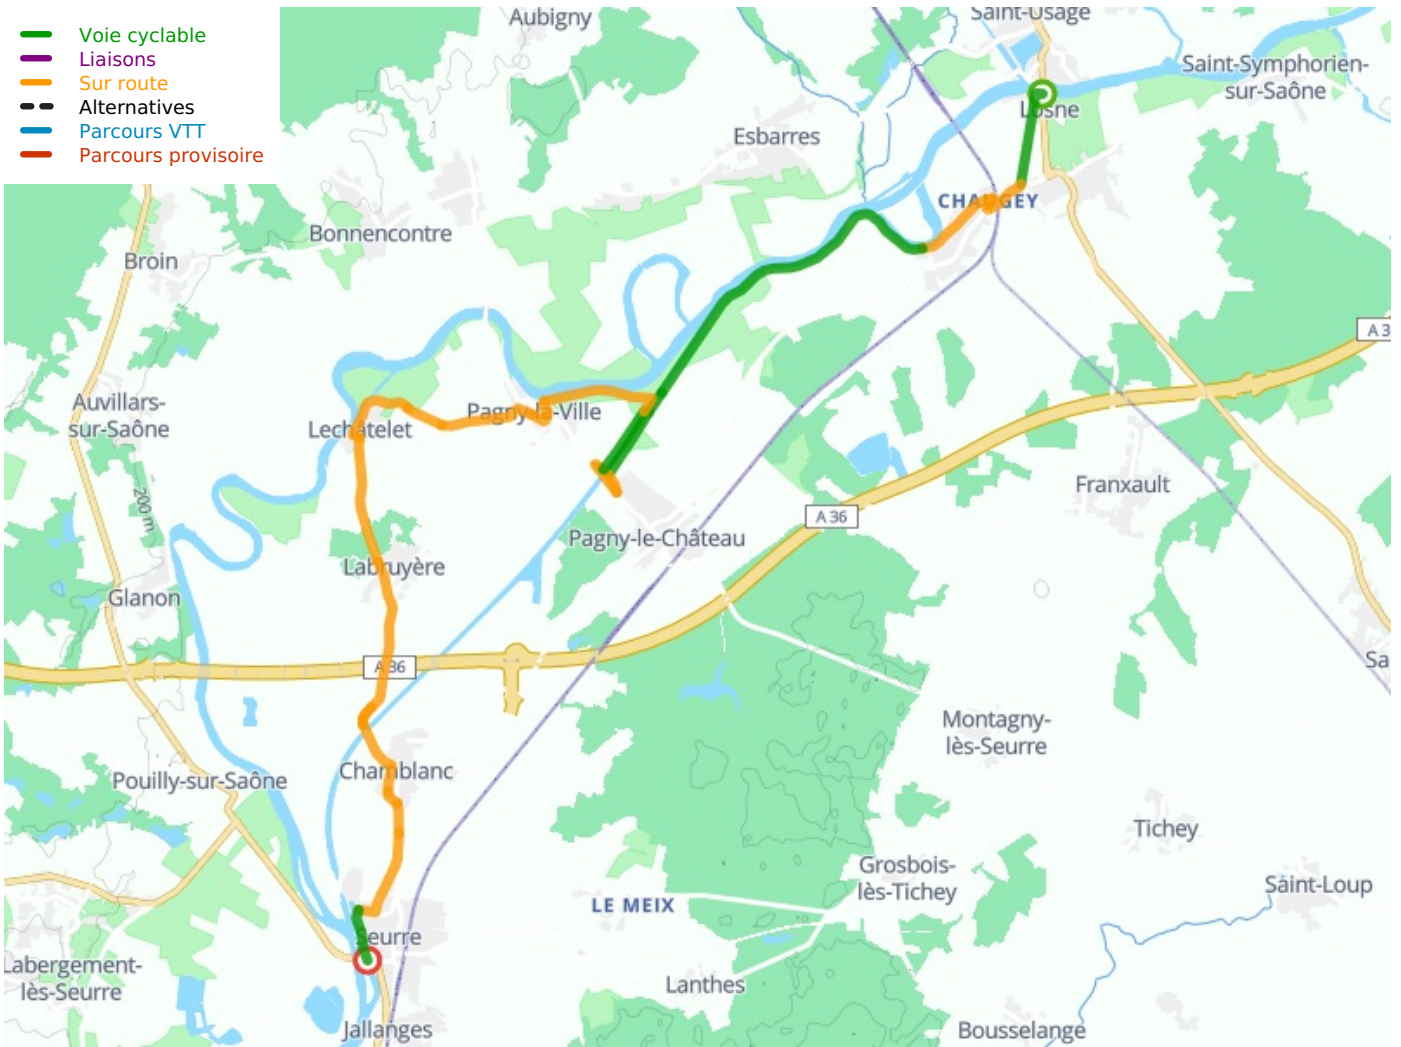 Voie cyclable
Liaisons
Sur route
Alternatives
Parcours VTT
Parcours provisoire
Aubigny
Saint-Usage
Saint-Symphorien-
sur-Saône
Losne
Esbarres
CHAUGEY
Bonnencontre
Broin
A 3
Auvillars-
sur-Saône
Pagny-la-Ville
Lechâtelet
200 m
Franxault
A 36
Pagny-le-Château
Labruyère
Glanon
A 36
Sa
Montagny-
lès-Seurre
Chamblanc
Pouilly-sur-Saône
Tichey
Grosbois-
lès-Tichey
Saint-Loup
LE MEIX
Seurre
Labergement-
lès-Seurre
Lanthes
Jallanges
Bousselange